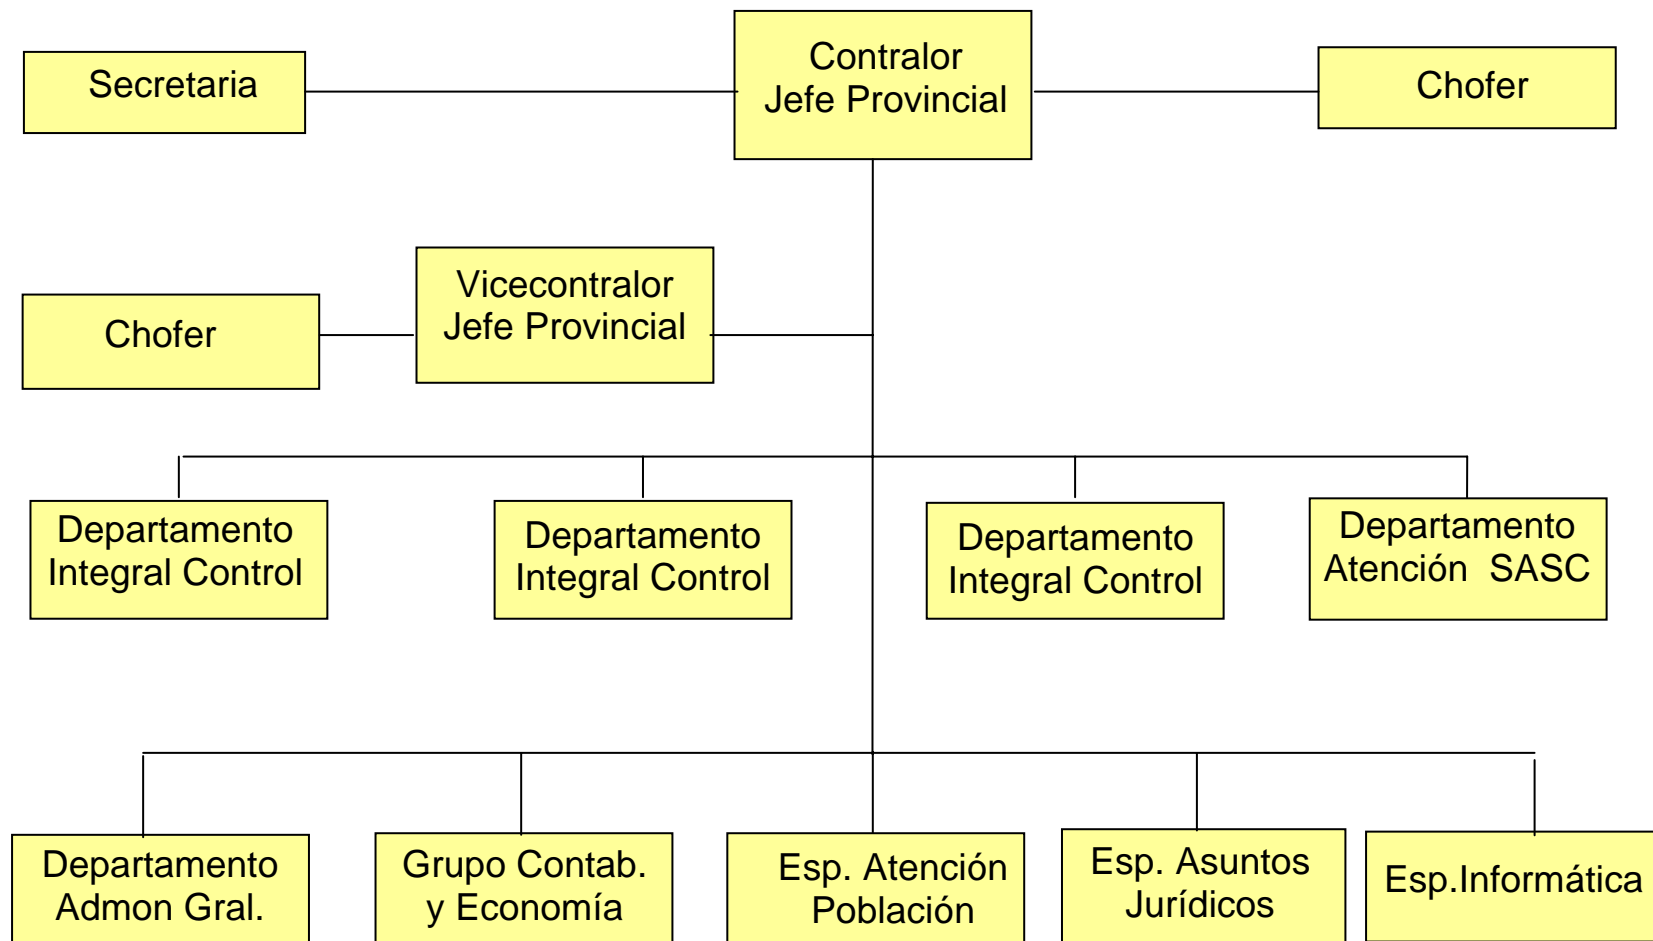 Secretaria
Contralor
Jefe Provincial
Chofer
Chofer
Vicecontralor
Jefe Provincial
Departamento
Integral Control
Departamento
Integral Control
Departamento
Integral Control
Departamento
Atención SASC
Departamento
Admon Gral.
Grupo Contab.
y Economía
Esp. Atención
Población
Esp. Asuntos
Jurídicos
Esp.Informática